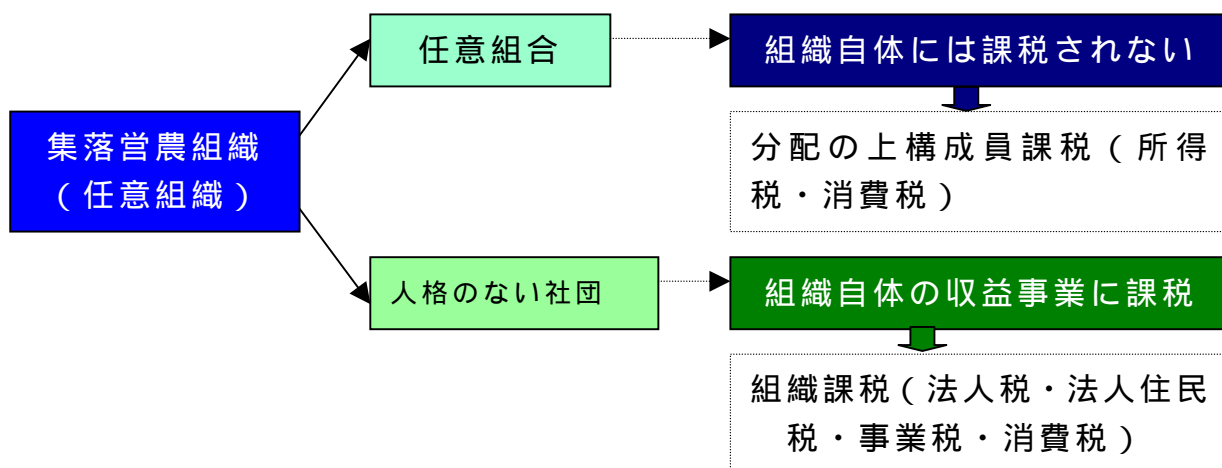 任意組合
組織自体には課税されない
集落営農組織
(任意組織)
分配の上構成員課税(所得
税・消費税)
人格のない社団
組織自体の収益事業に課税
組織課税(法人税・法人住民
税・事業税・消費税)